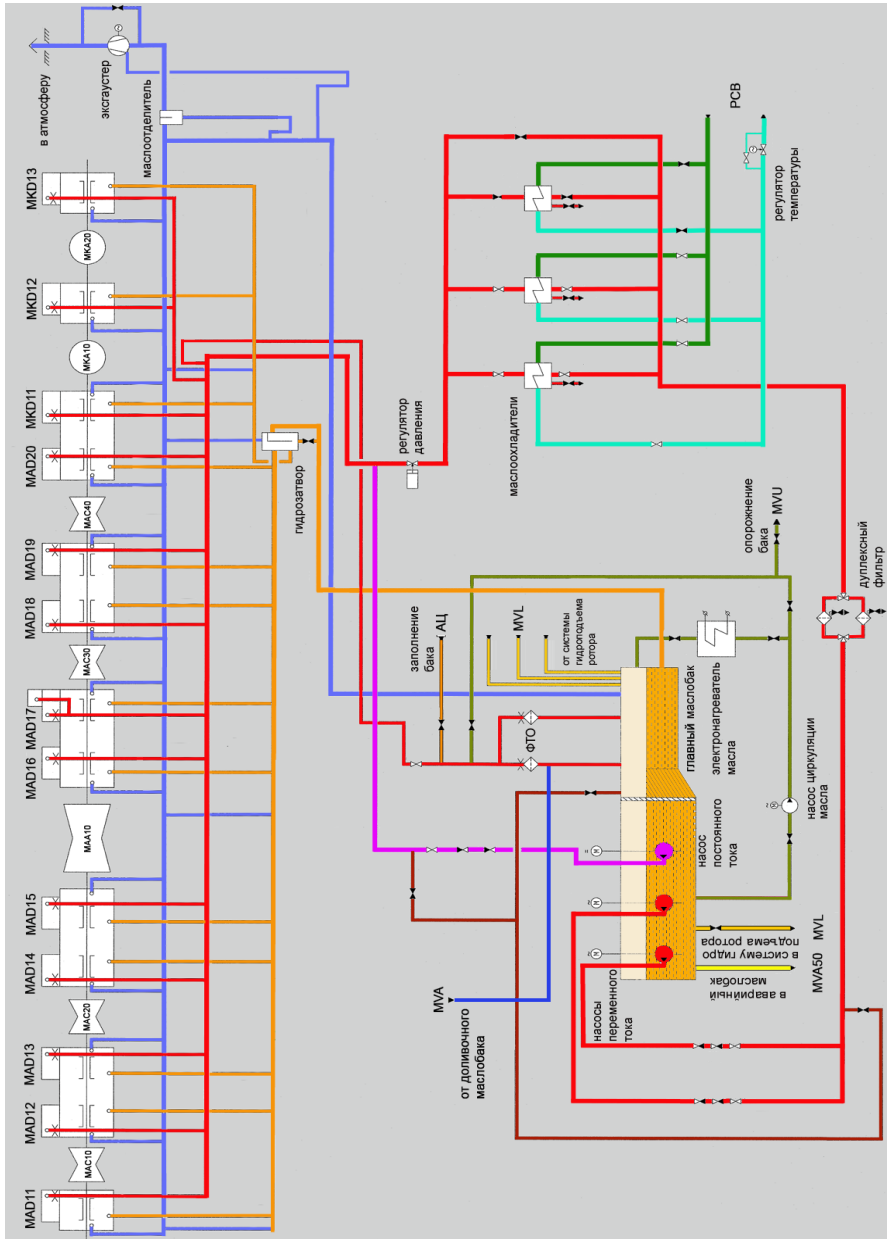 MAD11
MAD12
MAD13
MAD14
MAD15
MAD16
MAD17
MAD18
MAD19
MAD20
MKD11
MKD12
MKD13
в атмосферу
MAC10
MAC20
MAA10
MAC30
MAC40
MKA10
MKA20
эксгаустер
маслоотделитель
гидрозатвор
регулятор
давления
маслоохладители
PCB
регулятор
температуры
MVA
от доливочного
маслобака
заполнение
бака
АЦ
MVL
от системы
гидроподъема
ротора
ФТО
опорожнение
бака
MVU
насосы
переменного
тока
насос
постоянного
тока
главный маслобак
электронагреватель
масла
в аварийный
маслобак
MVA50
в систему гидро
подъема ротора
MVL
насос циркуляции
масла
дуплексный
фильтр